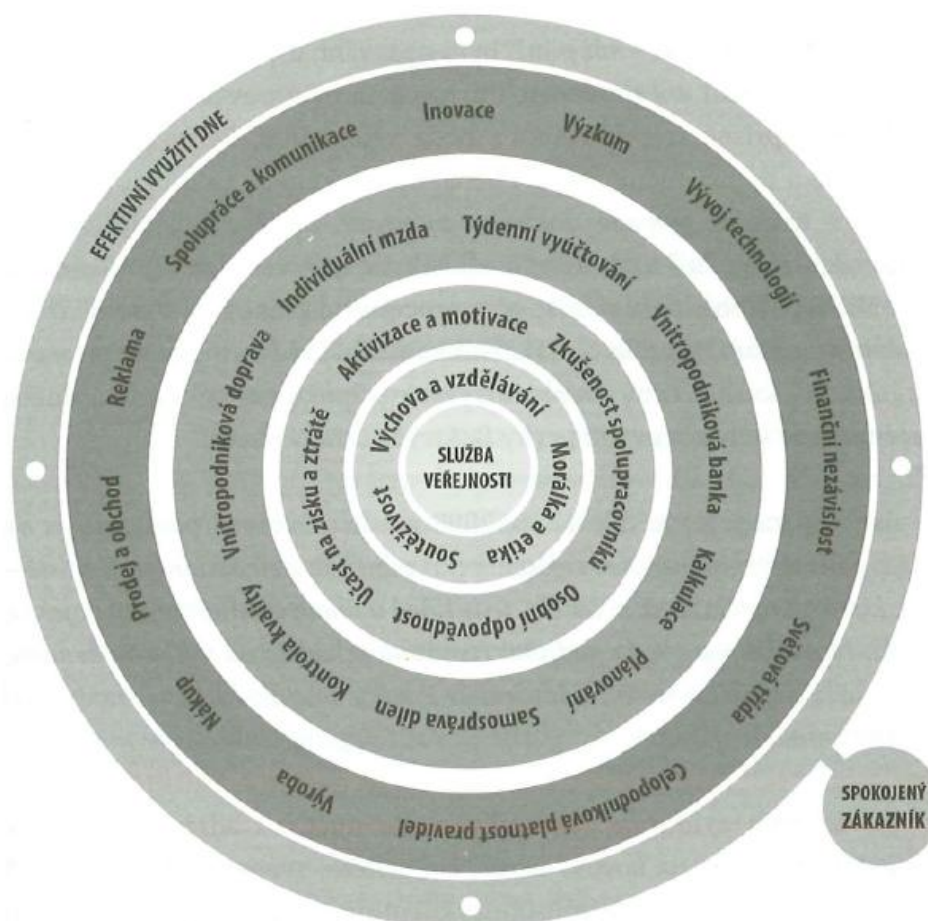 EFEKTIVNÍ VYUŽITÍ DNE
Spolupráce a komunikace
Inovace
Výzkum
Vývoj technologií
Finanční nezávislost
Světová třída
Celopodniková platnost pravidel
Výroba
Nákup
Prodej a obchod
Reklama
Individuální mzda
Týdenní vyúčtování
Vnitropodniková banka
Kalkulace
Plánování
Samospráva dílen
Kontrola kvality
Vnitropodniková doprava
Aktivizace a motivace
Zkušenost spolupracovníků
Osobní odpovědnost
Účast na zisku a ztrátě
Výchova a vzdělávání
Morálka a etika
Soutěživost
SLUŽBA
VEŘEJNOSTI
SPOKOJENÝ
ZÁKAZNÍK